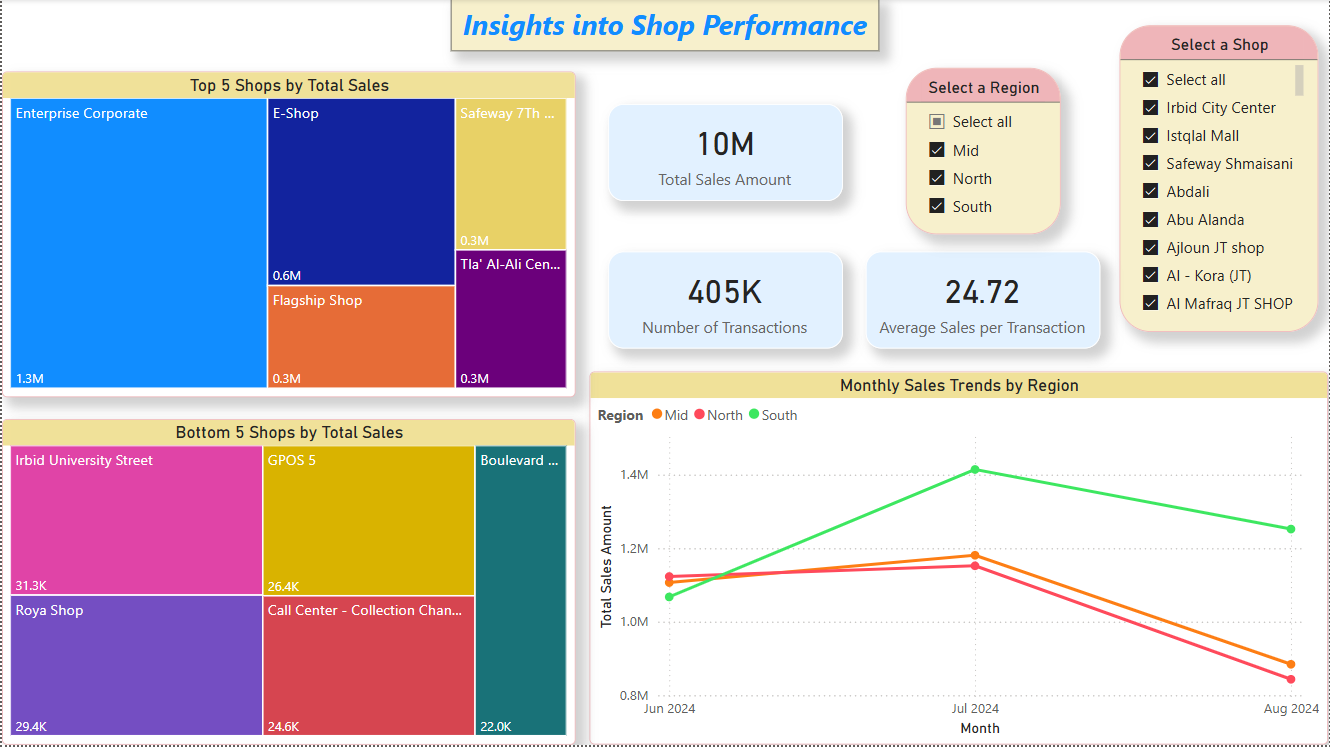 Insights into Shop Performance
Top 5 Shops by Total Sales
Enterprise Corporate
1.3M
E-Shop
0.6M
Flagship Shop
0.3M
Safeway 7Th ...
0.3M
Tla' Al-Ali Cen...
0.3M
Bottom 5 Shops by Total Sales
Irbid University Street
31.3K
Roya Shop
29.4K
GPOS 5
26.4K
Call Center - Collection Chan...
24.6K
Boulevard ...
22.0K
10M
Total Sales Amount
405K
Number of Transactions
24.72
Average Sales per Transaction
Select a Region
Select all
Mid
North
South
Select a Shop
Select all
Irbid City Center
Istqlal Mall
Safeway Shmaisani
Abdali
Abu Alanda
Ajloun JT shop
Al - Kora (JT)
Al Mafraq JT SHOP
Monthly Sales Trends by Region
Region Mid North South
Total Sales Amount
1.4M
1.2M
1.0M
0.8M
Jun 2024 Jul 2024 Aug 2024
Month